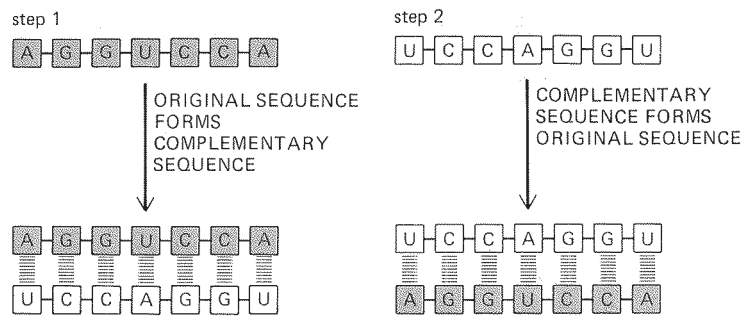 step 1
A G G U C C A
ORIGINAL SEQUENCE
FORMS
COMPLEMENTARY
SEQUENCE
A G G U C C A
U C C A G G U
step 2
U C C A G G U
COMPLEMENTARY
SEQUENCE FORMS
ORIGINAL SEQUENCE
U C C A G G U
A G G U C C A